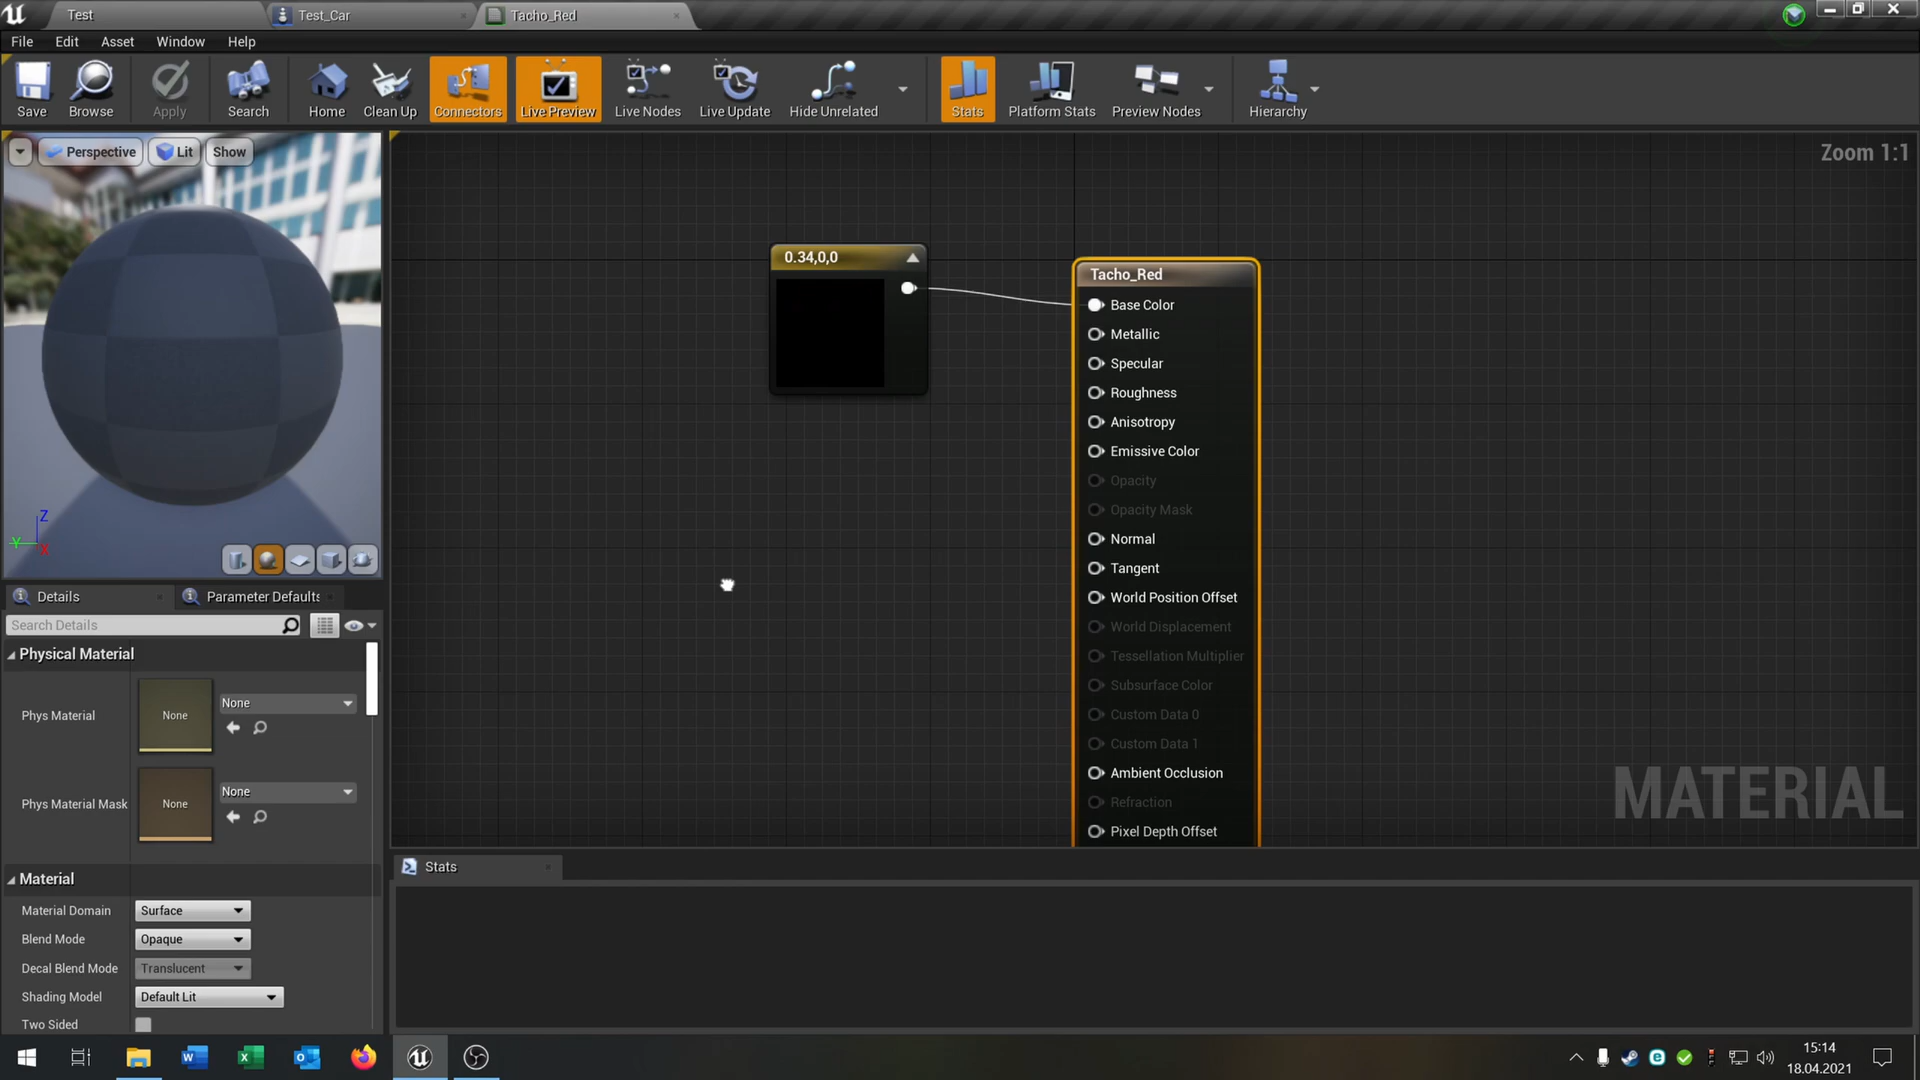 Test
Test_Car
Tacho_Red
File
Edit
Asset
Window
Help
Save
Browse
Apply
Search
Home
Clean Up
Connectors
Live Preview
Live Nodes
Live Update
Hide Unrelated
Stats
Platform Stats
Preview Nodes
Hierarchy
Perspective
Lit
Show
Zoom 1:1
0.34,0,0
Tacho_Red
Base Color
Metallic
Specular
Roughness
Anisotropy
Emissive Color
Opacity
Opacity Mask
Normal
Tangent
World Position Offset
World Displacement
Tessellation Multiplier
Subsurface Color
Custom Data 0
Custom Data 1
Ambient Occlusion
Refraction
Pixel Depth Offset
MATERIAL
Z
Y
X
Details
Parameter Defaults
Search Details
Physical Material
Phys Material
None
None
Phys Material Mask
None
None
Material
Material Domain
Surface
Blend Mode
Opaque
Decal Blend Mode
Translucent
Shading Model
Default Lit
Two Sided
Stats
15:14
18.04.2021